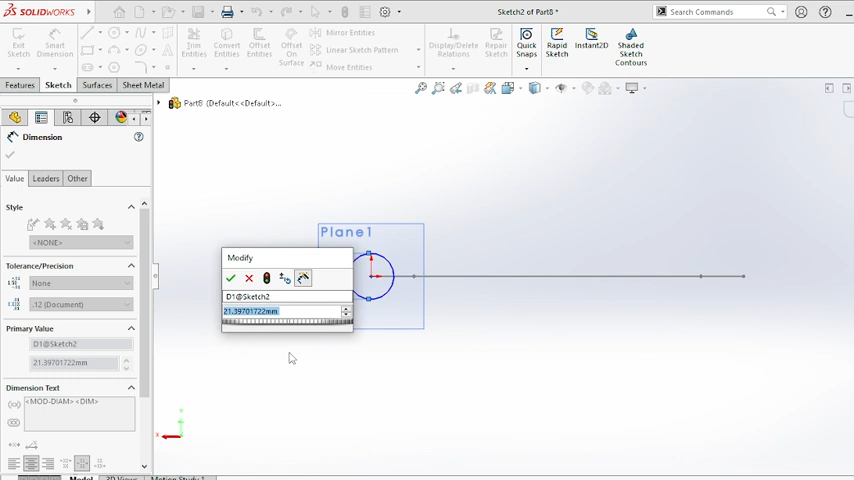 SOLIDWORKS
Sketch2 of Part8 *
Search Commands
Exit Sketch
Smart Dimension
Trim Entities
Convert Entities
Offset Entities
Offset On Surface
Mirror Entities
Linear Sketch Pattern
Move Entities
Display/Delete Relations
Repair Sketch
Quick Snaps
Rapid Sketch
Instant2D
Shaded Sketch Contours
Features
Sketch
Surfaces
Sheet Metal
Part8 (Default<<Default>...
Dimension
Value
Leaders
Other
Style
<NONE>
Tolerance/Precision
None
.12 (Document)
Primary Value
D1@Sketch2
21.39701722mm
Dimension Text
<MOD-DIAM> <DIM>
Plane1
Modify
D1@Sketch2
21.39701722mm
Model
3D Views
Motion Study 1